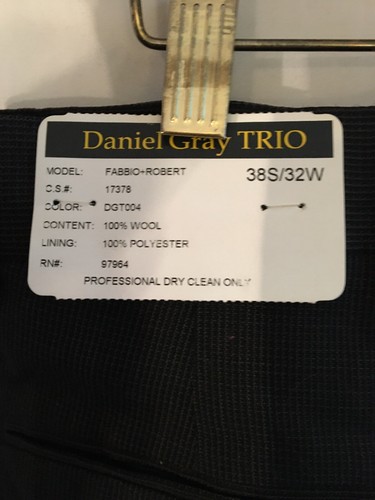 Daniel Gray TRIO
MODEL: FABBIO+ROBERT 38S/32W
C.S.#: 17378
COLOR: DGT004
CONTENT: 100% WOOL
LINING: 100% POLYESTER
RN#: 97964
PROFESSIONAL DRY CLEAN ONLY